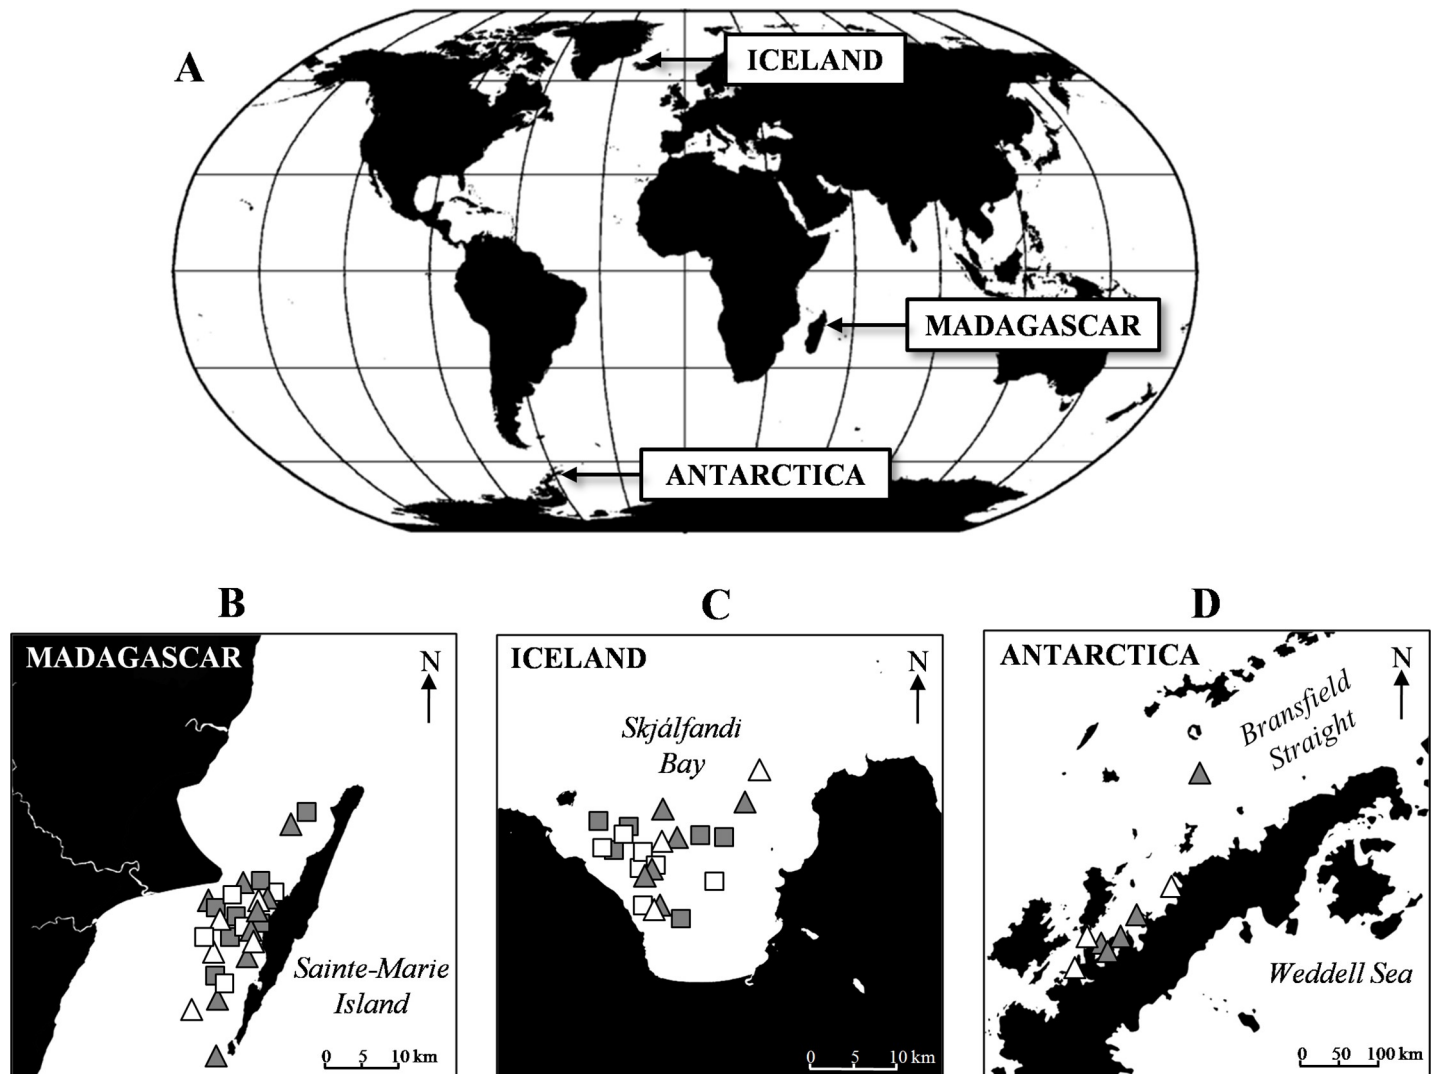 A
ICELAND
MADAGASCAR
ANTARCTICA
B
MADAGASCAR
N
Sainte-Marie
Island
0 5 10 km
C
ICELAND
N
Skjálfandi
Bay
0 5 10 km
D
ANTARCTICA
N
Bransfield
Straight
Weddell Sea
0 50 100 km